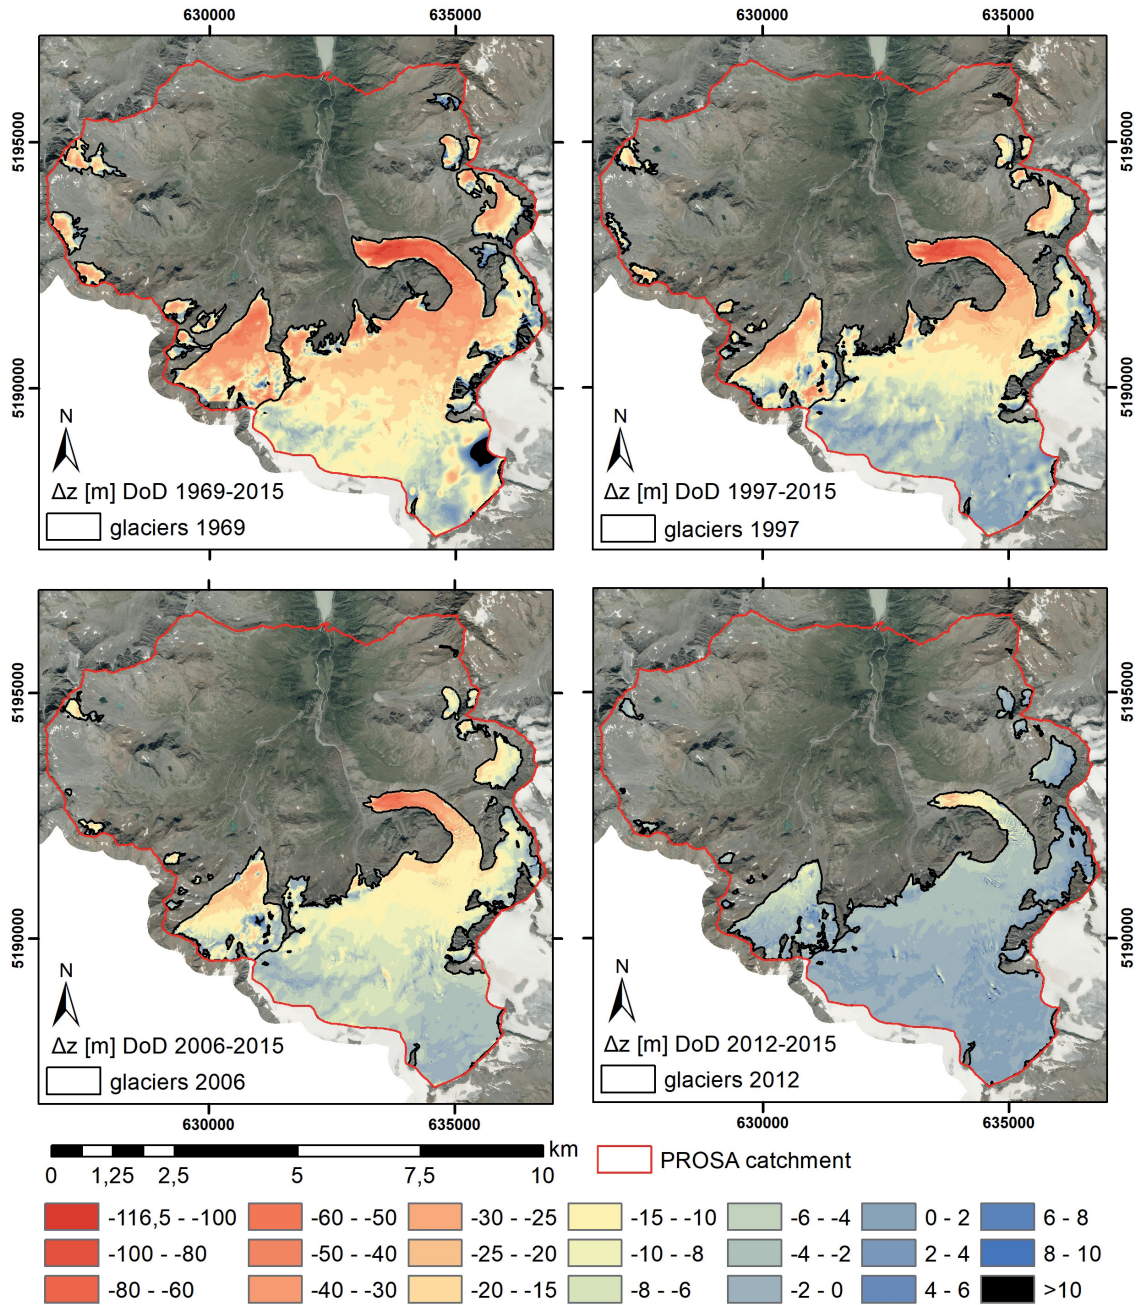 630000 635000 630000 635000
5195000 5195000
5190000 5190000
N N
Δz [m] DoD 1969-2015 Δz [m] DoD 1997-2015
glaciers 1969 glaciers 1997
5195000 5195000
5190000 5190000
N N
Δz [m] DoD 2006-2015 Δz [m] DoD 2012-2015
glaciers 2006 glaciers 2012
630000 635000 630000 635000
km
0 1,25 2,5 5 7,5 10
PROSA catchment
-116,5 - -100 -60 - -50 -30 - -25 -15 - -10 -6 - -4 0 - 2 6 - 8
-100 - -80 -50 - -40 -25 - -20 -10 - -8 -4 - -2 2 - 4 8 - 10
-80 - -60 -40 - -30 -20 - -15 -8 - -6 -2 - 0 4 - 6 >10